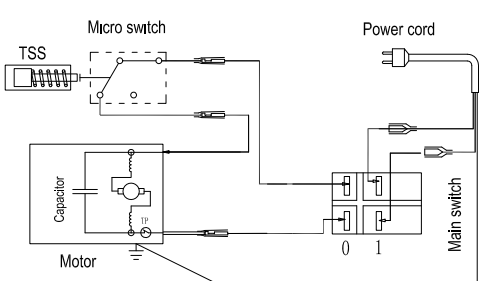 Micro switch
Power cord
TSS
Capacitor
TP
Main switch
0 1
Motor